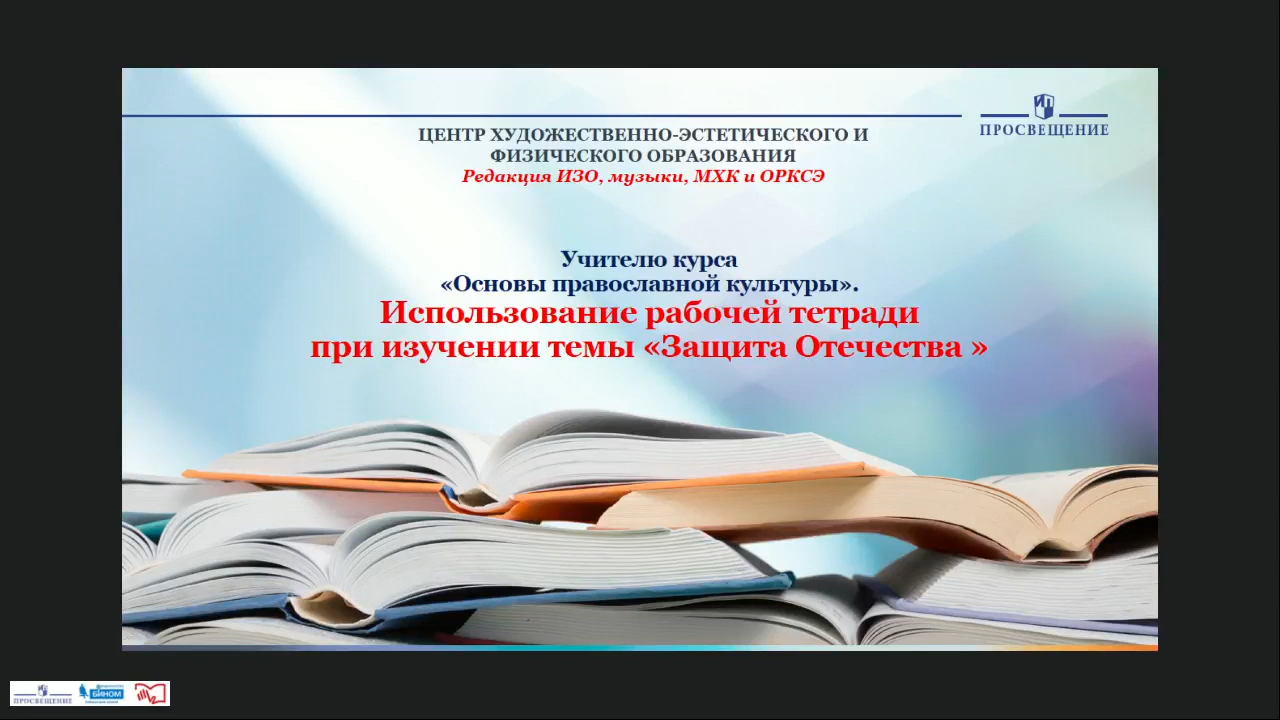 ПРОСВЕЩЕНИЕ
ЦЕНТР ХУДОЖЕСТВЕННО-ЭСТЕТИЧЕСКОГО И
ФИЗИЧЕСКОГО ОБРАЗОВАНИЯ
Редакция ИЗО, музыки, МХК и ОРКСЭ
Учителю курса
«Основы православной культуры».
Использование рабочей тетради
при изучении темы «Защита Отечества »
ПРОСВЕЩЕНИЕ
БИНОМ